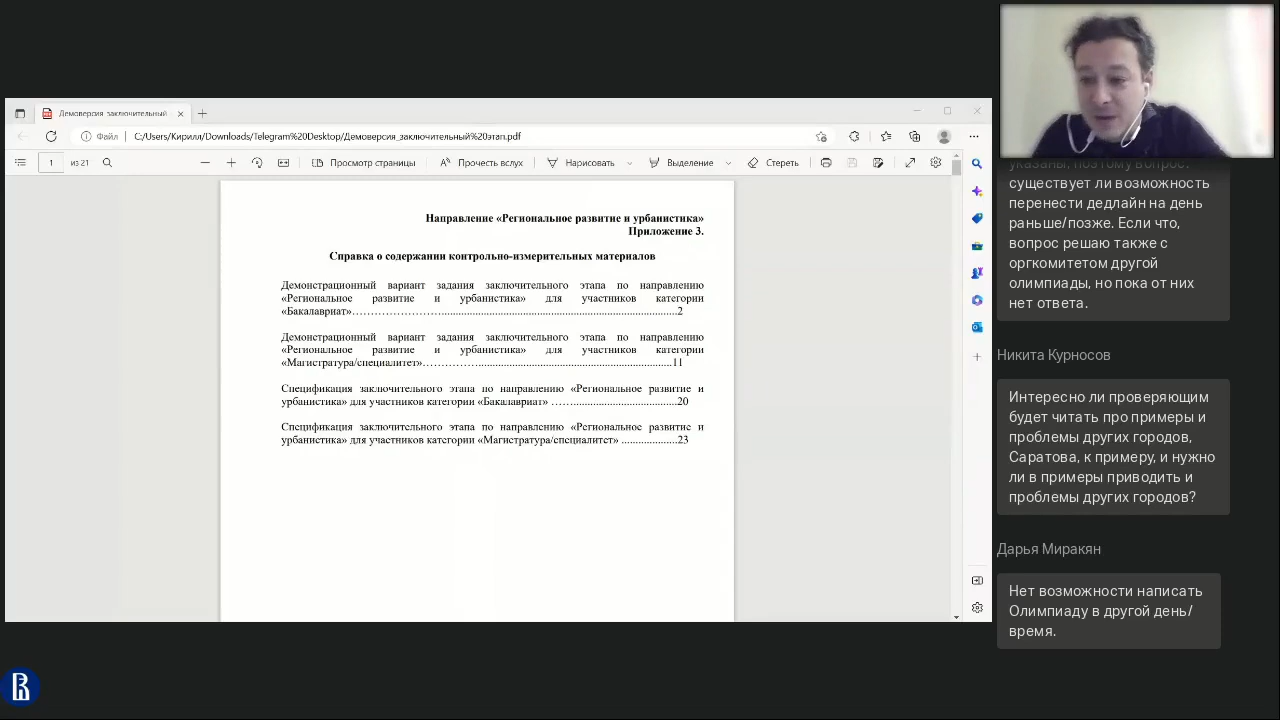 Демоверсия_заключительный
Файл
C:/Users/Кирилл/Downloads/Telegram%20Desktop/Демоверсия_заключительный%20этап.pdf
1
из 21
Просмотр страницы
Прочесть вслух
Нарисовать
Выделение
Стереть
Направление «Региональное развитие и урбанистика»
Приложение 3.
Справка о содержании контрольно-измерительных материалов
Демонстрационный вариант задания заключительного этапа по направлению
«Региональное развитие и урбанистика» для участников категории
«Бакалавриат»……………………...............................................................................2
Демонстрационный вариант задания заключительного этапа по направлению
«Региональное развитие и урбанистика» для участников категории
«Магистратура/специалитет»……………..................................................................11
Спецификация заключительного этапа по направлению «Региональное развитие и
урбанистика» для участников категории «Бакалавриат» ……...................................20
Спецификация заключительного этапа по направлению «Региональное развитие и
урбанистика» для участников категории «Магистратура/специалитет» ...................23
указаны, поэтому вопрос:
существует ли возможность
перенести дедлайн на день
раньше/позже. Если что,
вопрос решаю также с
оргкомитетом другой
олимпиады, но пока от них
нет ответа.
Никита Курносов
Интересно ли проверяющим
будет читать про примеры и
проблемы других городов,
Саратова, к примеру, и нужно
ли в примеры приводить и
проблемы других городов?
Дарья Миракян
Нет возможности написать
Олимпиаду в другой день/
время.